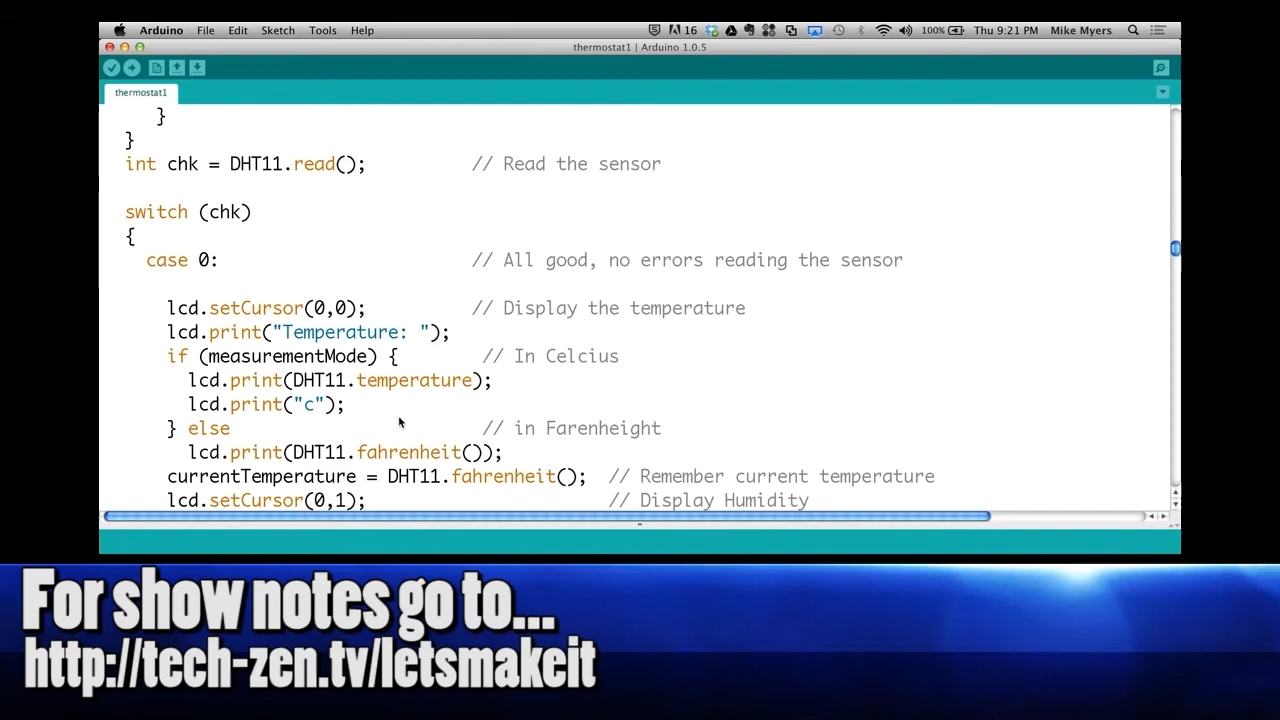 Arduino File Edit Sketch Tools Help 16 100% Thu 9:21 PM Mike Myers
thermostat1 | Arduino 1.0.5
thermostat1
}
}
int chk = DHT11.read(); // Read the sensor
switch (chk)
{
case 0: // All good, no errors reading the sensor
lcd.setCursor(0,0); // Display the temperature
lcd.print("Temperature: ");
if (measurementMode) { // In Celcius
lcd.print(DHT11.temperature);
lcd.print("c");
} else // in Farenheight
lcd.print(DHT11.fahrenheit());
currentTemperature = DHT11.fahrenheit(); // Remember current temperature
lcd.setCursor(0,1); // Display Humidity
For show notes go to...
http://tech-zen.tv/letsmakeit